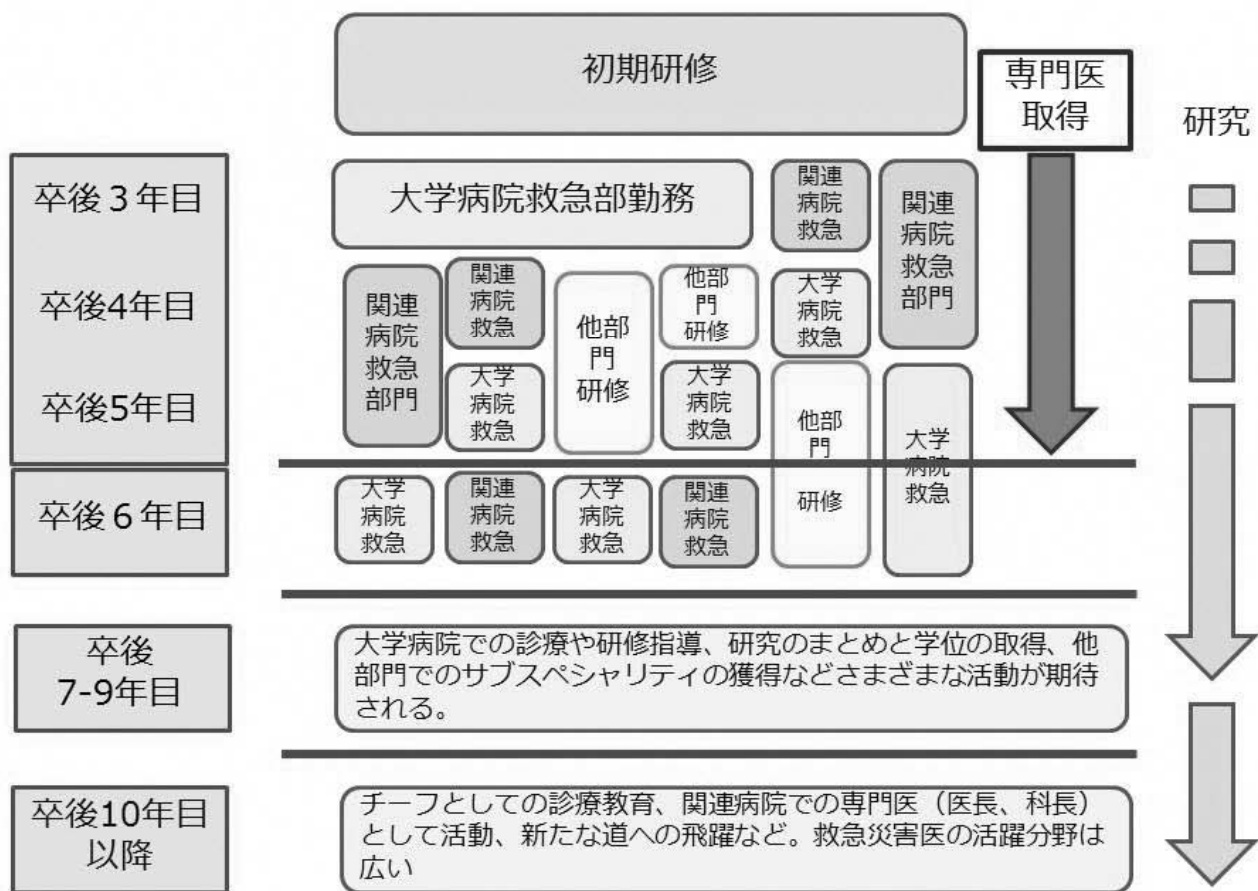 初期研修
専門医
取得
研究
卒後３年目
大学病院救急部勤務
関連
病院
救急
関連
病院
救急
部門
卒後4年目
関連
病院
救急
部門
関連
病院
救急
他部
門
研修
他部
門
研修
大学
病院
救急
卒後5年目
大学
病院
救急
大学
病院
救急
他部
門
研修
大学
病院
救急
卒後６年目
大学
病院
救急
関連
病院
救急
大学
病院
救急
関連
病院
救急
卒後
7-9年目
大学病院での診療や研修指導、研究のまとめと学位の取得、他
部門でのサブスペシャリティの獲得などさまざまな活動が期待
される。
卒後10年目
以降
チーフとしての診療教育、関連病院での専門医（医長、科長）
として活動、新たな道への飛躍など。救急災害医の活躍分野は
広い